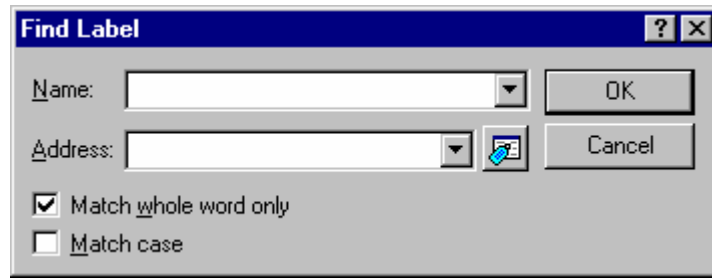 Find Label
Name:
OK
Address:
Cancel
Match whole word only
Match case